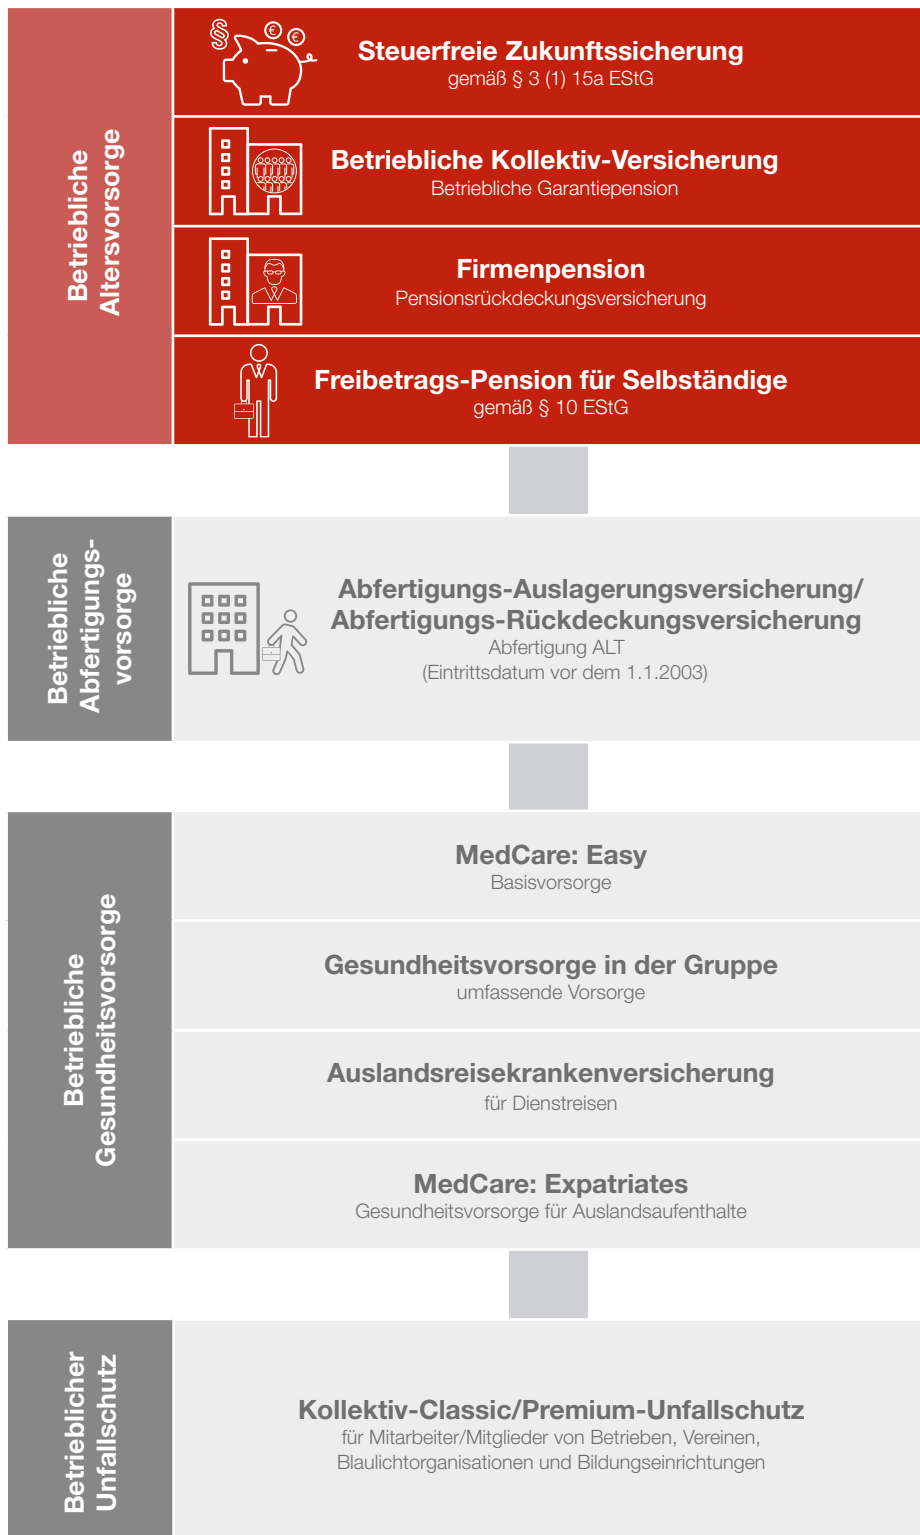 Betriebliche
Altersvorsorge
§ € €
Steuerfreie Zukunftssicherung
gemäß § 3 (1) 15a EStG
Betriebliche Kollektiv-Versicherung
Betriebliche Garantiepension
Firmenpension
Pensionsrückdeckungsversicherung
Freibetrags-Pension für Selbständige
gemäß § 10 EStG
Betriebliche
Abfertigungs-
vorsorge
Abfertigungs-Auslagerungsversicherung/
Abfertigungs-Rückdeckungsversicherung
Abfertigung ALT
(Eintrittsdatum vor dem 1.1.2003)
Betriebliche
Gesundheitsvorsorge
MedCare: Easy
Basisvorsorge
Gesundheitsvorsorge in der Gruppe
umfassende Vorsorge
Auslandsreisekrankenversicherung
für Dienstreisen
MedCare: Expatriates
Gesundheitsvorsorge für Auslandsaufenthalte
Betrieblicher
Unfallschutz
Kollektiv-Classic/Premium-Unfallschutz
für Mitarbeiter/Mitglieder von Betrieben, Vereinen,
Blaulichtorganisationen und Bildungseinrichtungen